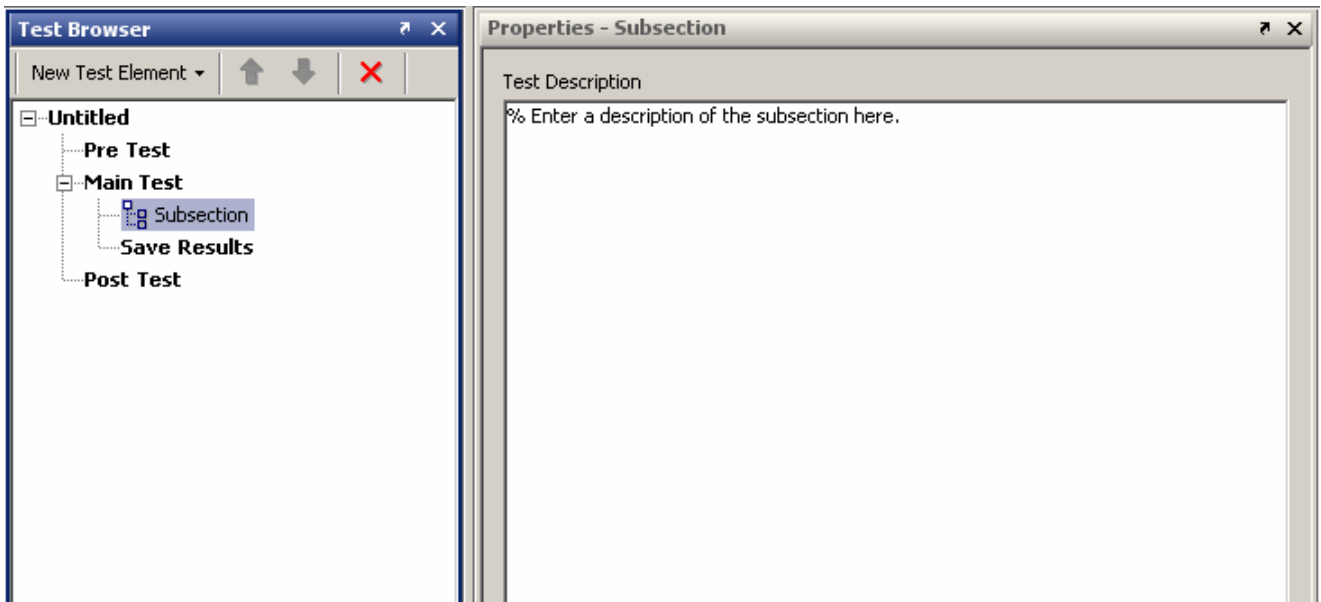 Test Browser
New Test Element
Untitled
Pre Test
Main Test
Subsection
Save Results
Post Test
Properties - Subsection
Test Description
% Enter a description of the subsection here.